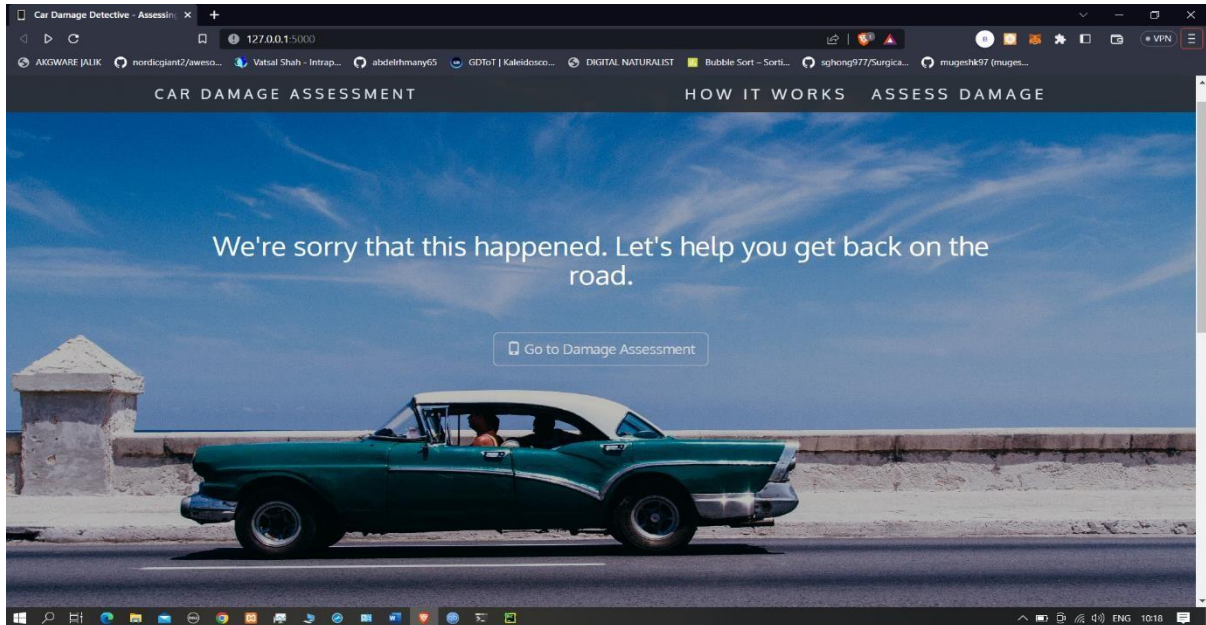 Car Damage Detective - Assessing
127.0.0.1:5000
VPN
AKGWARE |ALIK nordicgiant2/aweso... Vatsal Shah - Intrap... abdelrhmany65 GDToT | Kaleidosco... DIGITAL NATURALIST Bubble Sort – Sorti... sghong977/Surgica... mugeshk97 (muges...
CAR DAMAGE ASSESSMENT HOW IT WORKS ASSESS DAMAGE
We're sorry that this happened. Let's help you get back on the
road.
Go to Damage Assessment
ENG 10:18